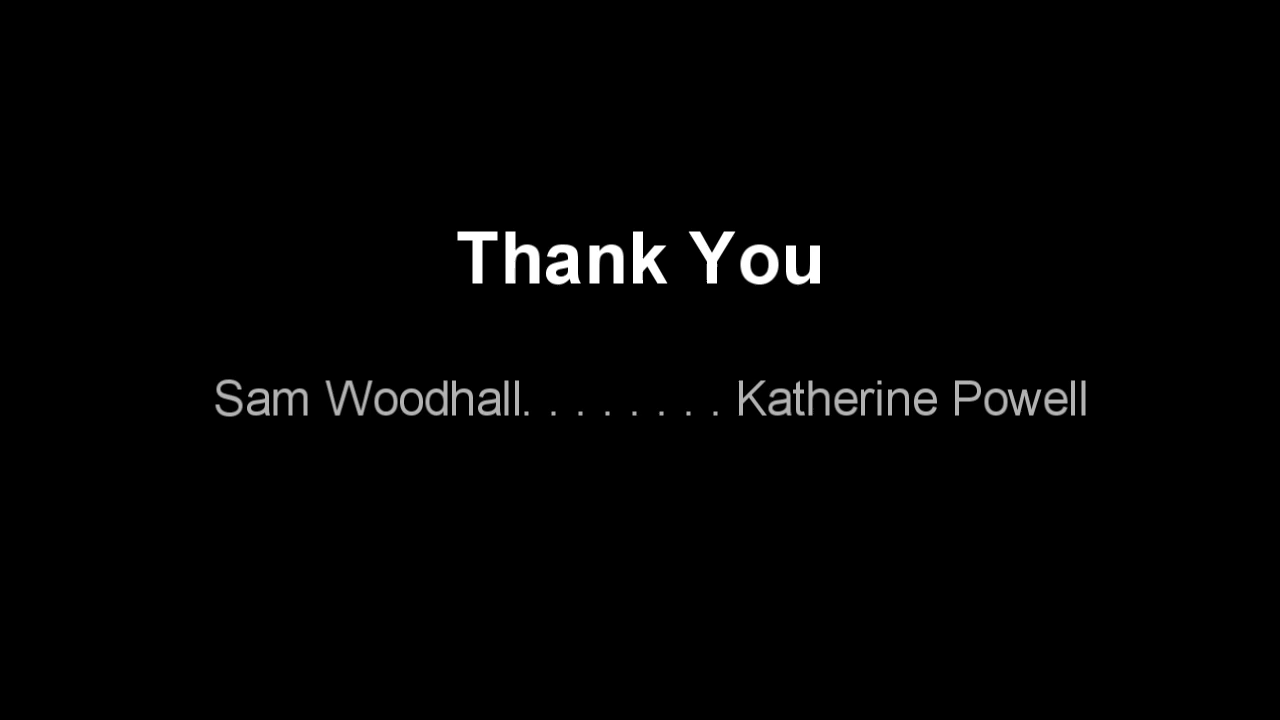 Thank You
Sam Woodhall. . . . . . . . Katherine Powell